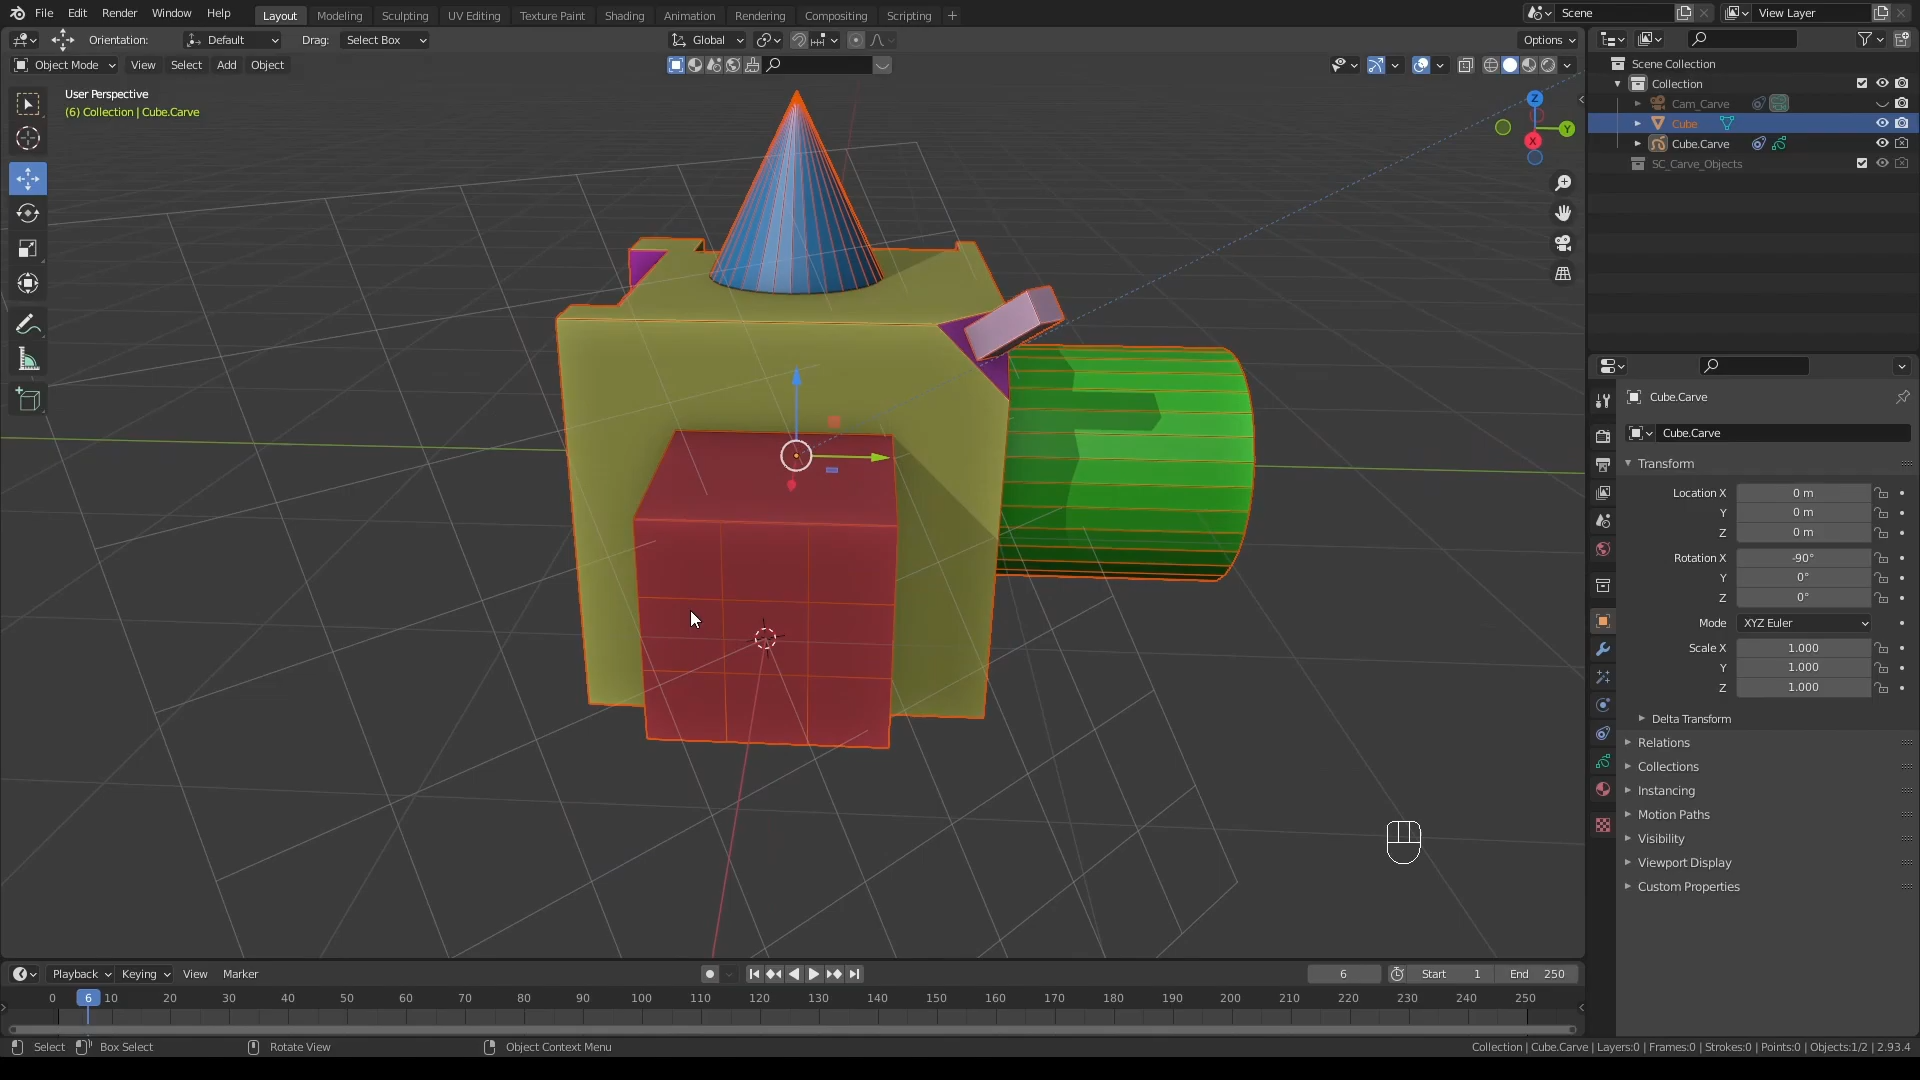 File Edit Render Window Help Layout Modeling Sculpting UV Editing Texture Paint Shading Animation Rendering Compositing Scripting + Scene View Layer
Orientation: Default Drag: Select Box Global Options
Object Mode View Select Add Object
User Perspective
(6) Collection | Cube.Carve
Z
Y
X
Scene Collection
Collection
Cam_Carve
Cube
Cube.Carve
SC_Carve_Objects
Cube.Carve
Cube.Carve
Transform
Location X 0 m
Y 0 m
Z 0 m
Rotation X -90°
Y 0°
Z 0°
Mode XYZ Euler
Scale X 1.000
Y 1.000
Z 1.000
Delta Transform
Relations
Collections
Instancing
Motion Paths
Visibility
Viewport Display
Custom Properties
Playback Keying View Marker 6 Start 1 End 250
0 6 10 20 30 40 50 60 70 80 90 100 110 120 130 140 150 160 170 180 190 200 210 220 230 240 250
Select Box Select Rotate View Object Context Menu Collection | Cube.Carve | Layers:0 | Frames:0 | Strokes:0 | Points:0 | Objects:1/2 | 2.93.4